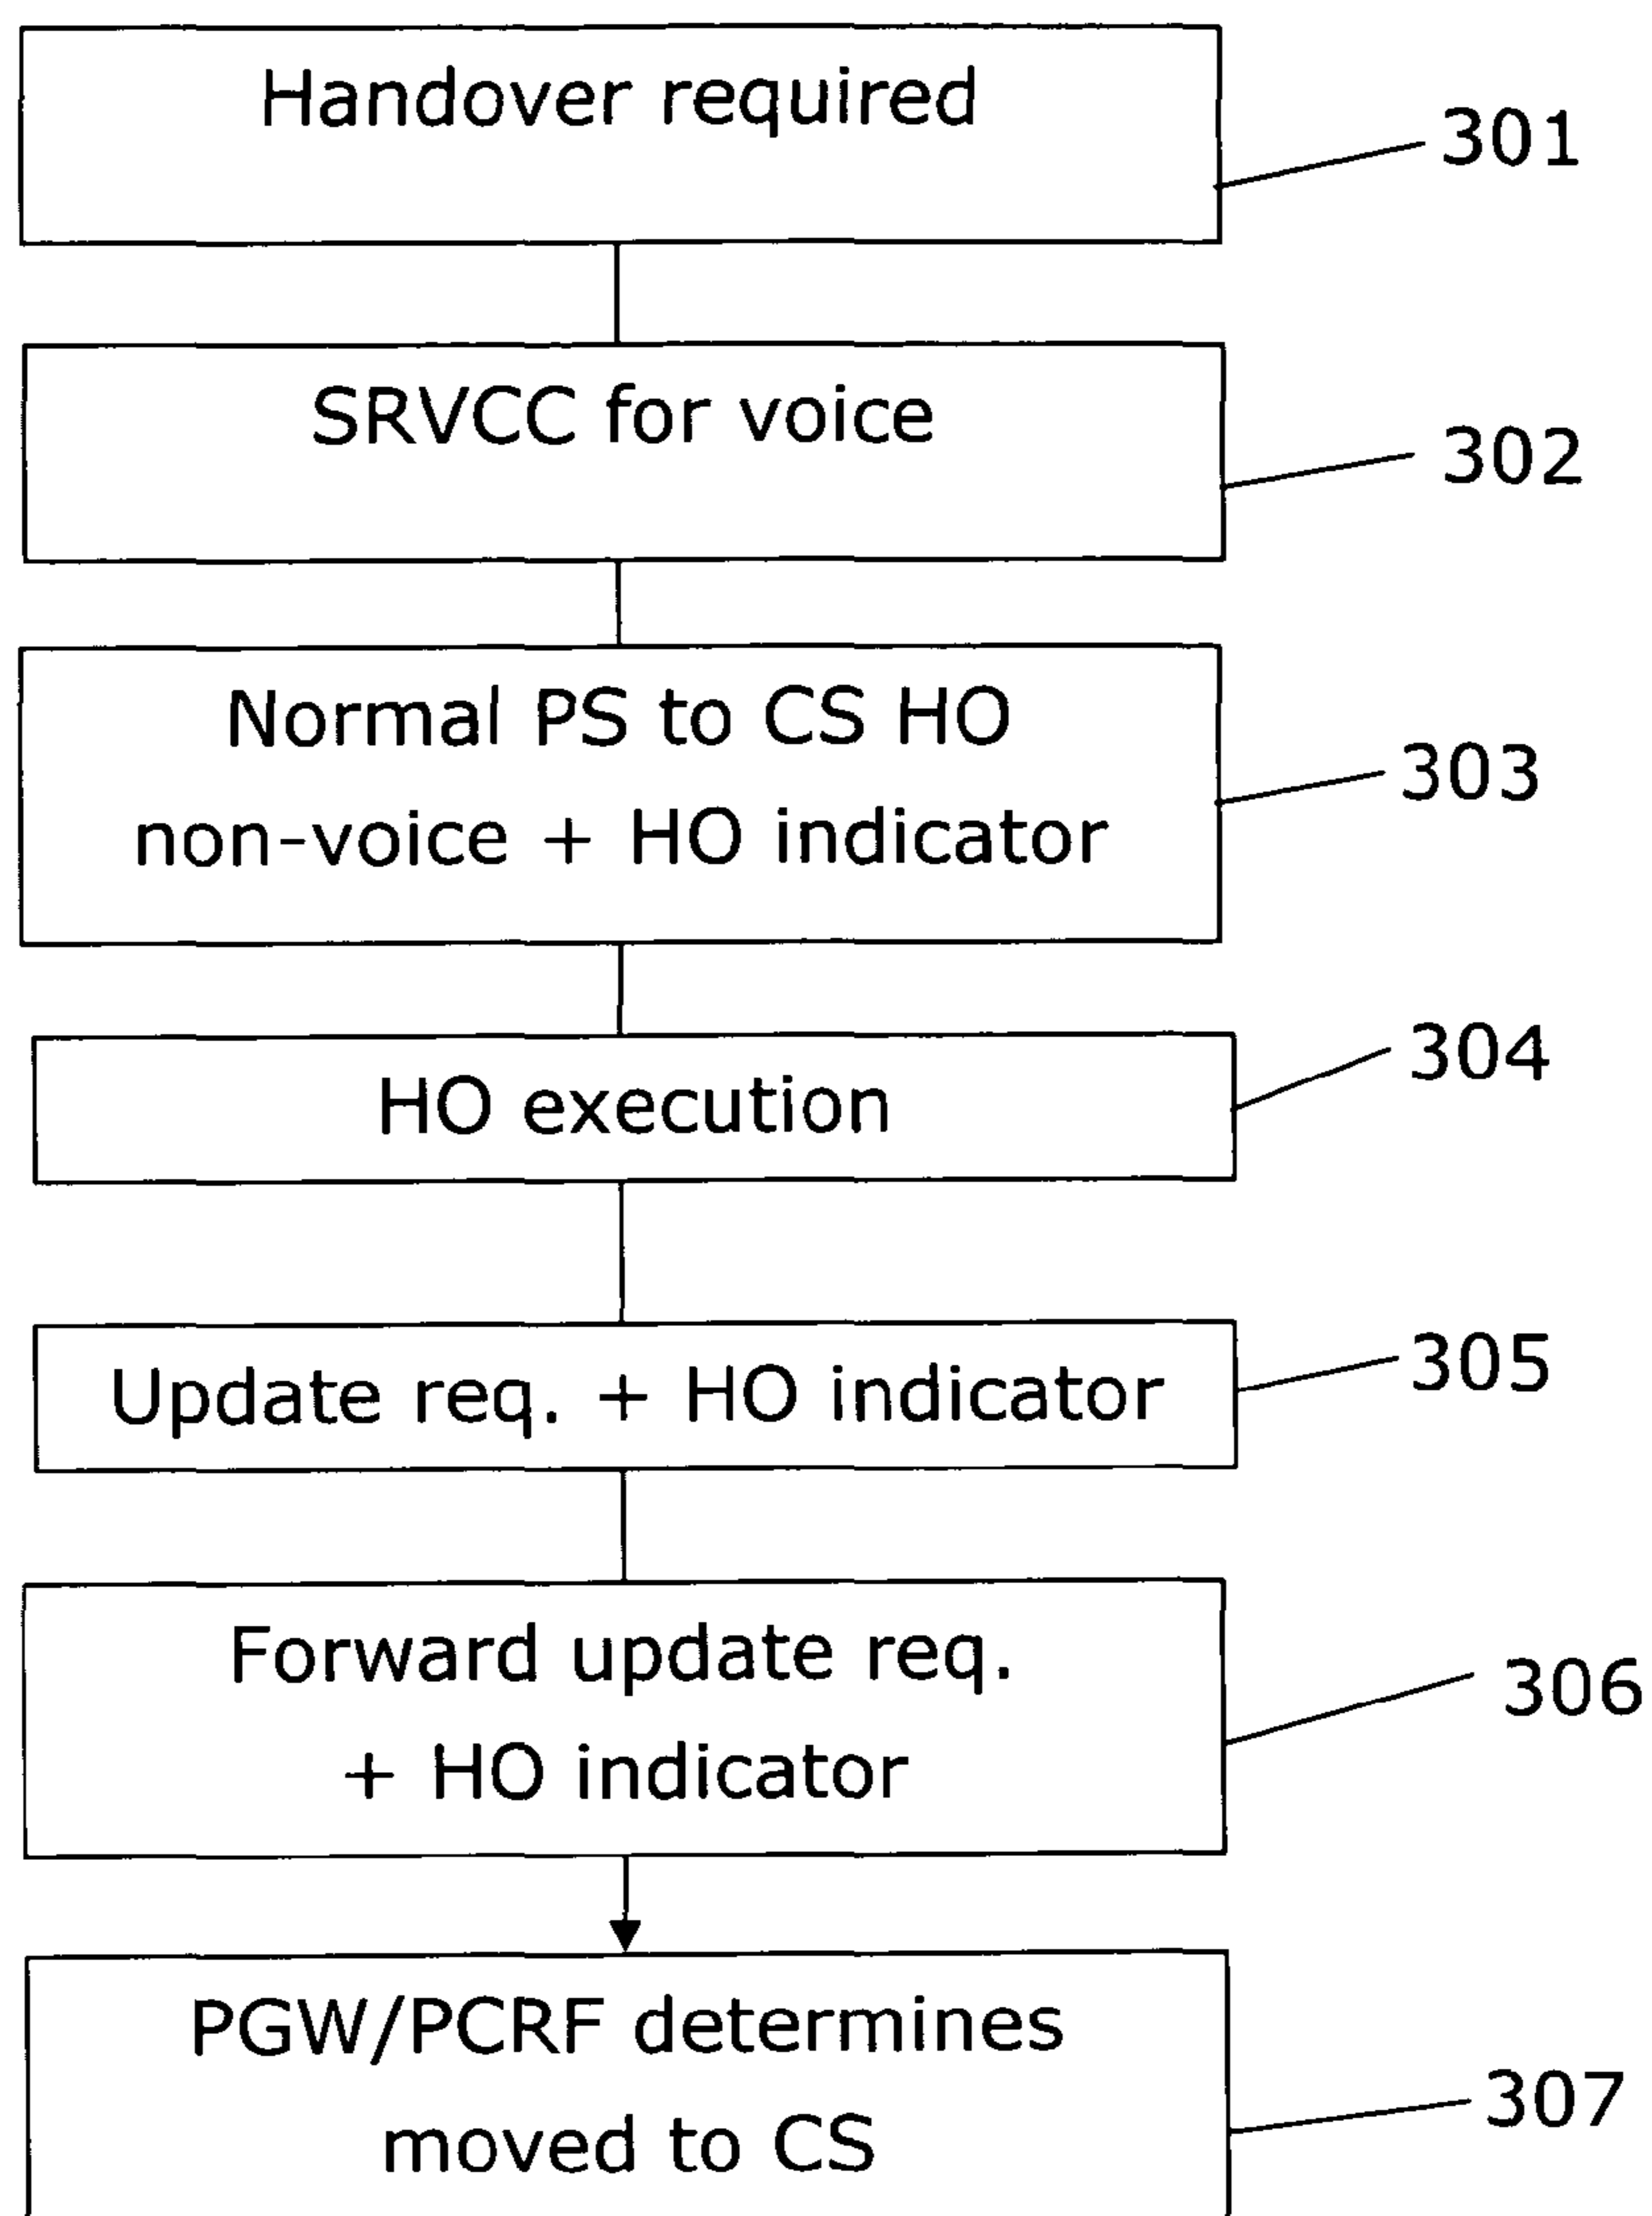 Handover required
301
SRVCC for voice
302
Normal PS to CS HO
non-voice + HO indicator
303
HO execution
304
Update req. + HO indicator
305
Forward update req.
+ HO indicator
306
PGW/PCRF determines
moved to CS
307